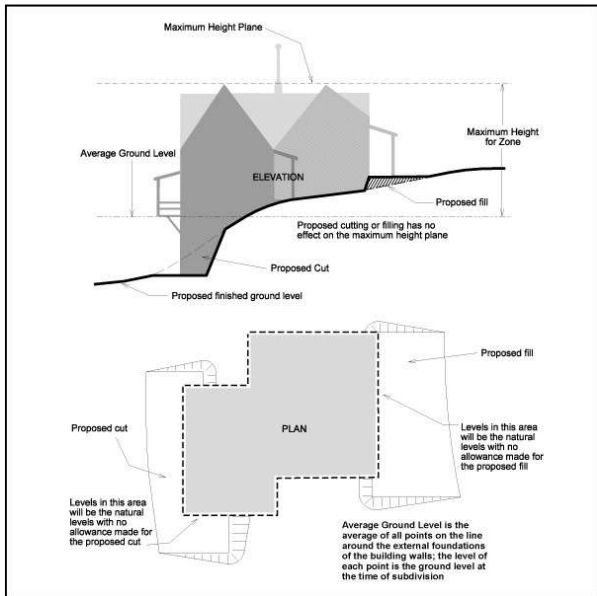 Maximum Height Plane
Average Ground Level
Maximum Height
for Zone
ELEVATION
Proposed fill
Proposed cutting or filling has no
effect on the maximum height plane
Proposed Cut
Proposed finished ground level
Proposed fill
Proposed cut
PLAN
Levels in this area
will be the natural
levels with no
allowance made for
the proposed fill
Levels in this area
will be the natural
levels with no
allowance made for
the proposed cut
Average Ground Level is the
average of all points on the line
around the external foundations
of the building walls; the level of
each point is the ground level at
the time of subdivision